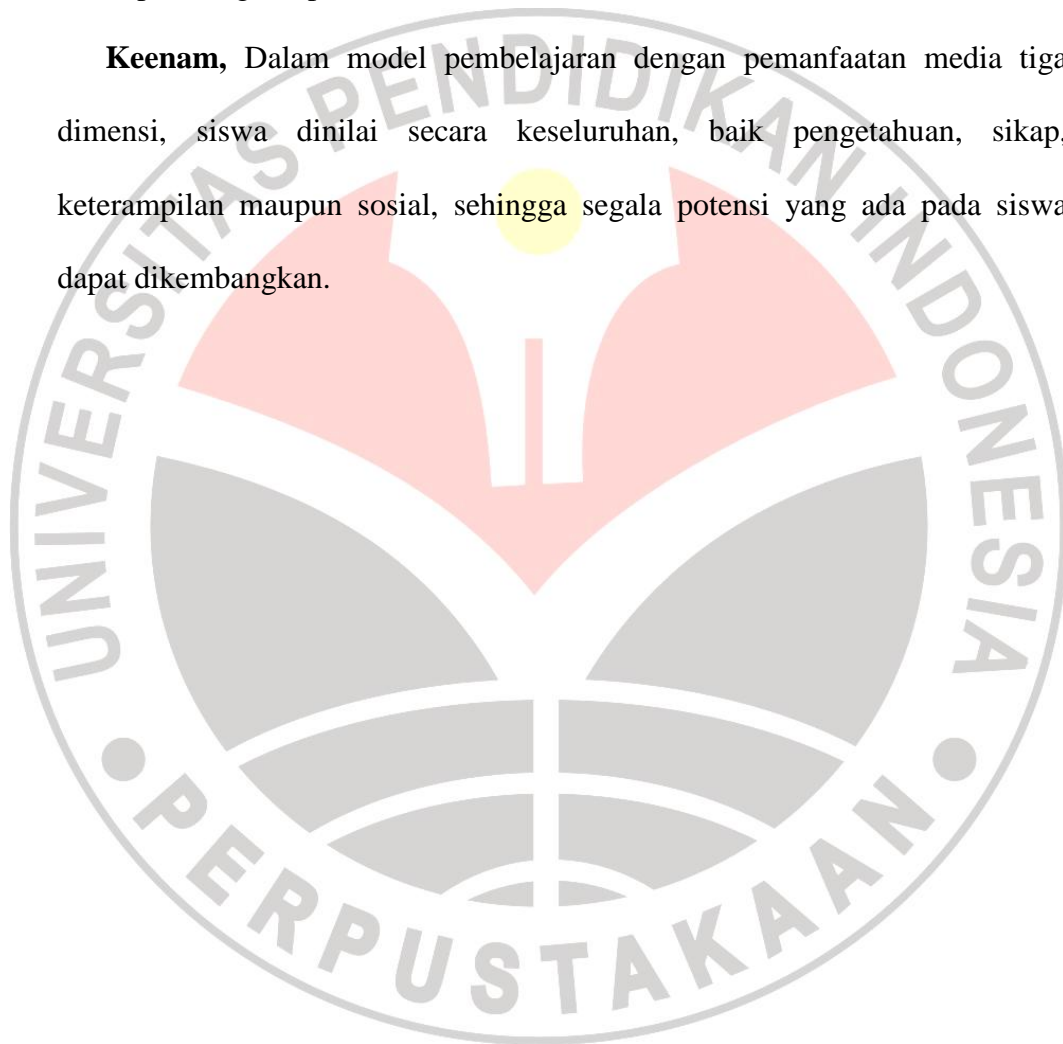 Keenam, Dalam model pembelajaran dengan pemanfaatan media tiga
dimensi, siswa dinilai secara keseluruhan, baik pengetahuan, sikap,
keterampilan maupun sosial, sehingga segala potensi yang ada pada siswa
dapat dikembangkan.
UNIVERSITAS PENDIDIKAN INDONESIA
PERPUSTAKAAN